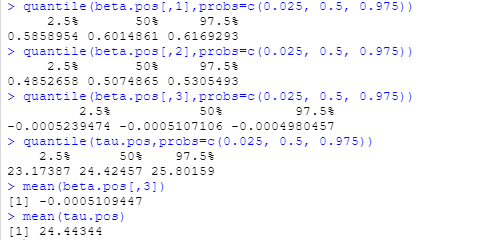 > quantile(beta.pos[,1],probs=c(0.025, 0.5, 0.975))
2.5% 50% 97.5%
0.5858954 0.6014861 0.6169293
> quantile(beta.pos[,2],probs=c(0.025, 0.5, 0.975))
2.5% 50% 97.5%
0.4852658 0.5074865 0.5305493
> quantile(beta.pos[,3],probs=c(0.025, 0.5, 0.975))
2.5% 50% 97.5%
-0.0005239474 -0.0005107106 -0.0004980457
> quantile(tau.pos,probs=c(0.025, 0.5, 0.975))
2.5% 50% 97.5%
23.17387 24.42457 25.80159
> mean(beta.pos[,3])
[1] -0.0005109447
> mean(tau.pos)
[1] 24.44344